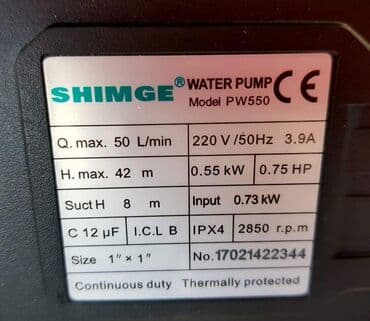 SHIMGE® WATER PUMP CE
Model PW550
Q. max. 50 L/min 220 V/50Hz 3.9A
H. max. 42 m 0.55 kW 0.75 HP
Suct H 8 m Input 0.73 kW
C 12 µF I.C.L B IPX4 2850 r.p.m
Size 1"×1" No.17021422344
Continuous duty Thermally protected